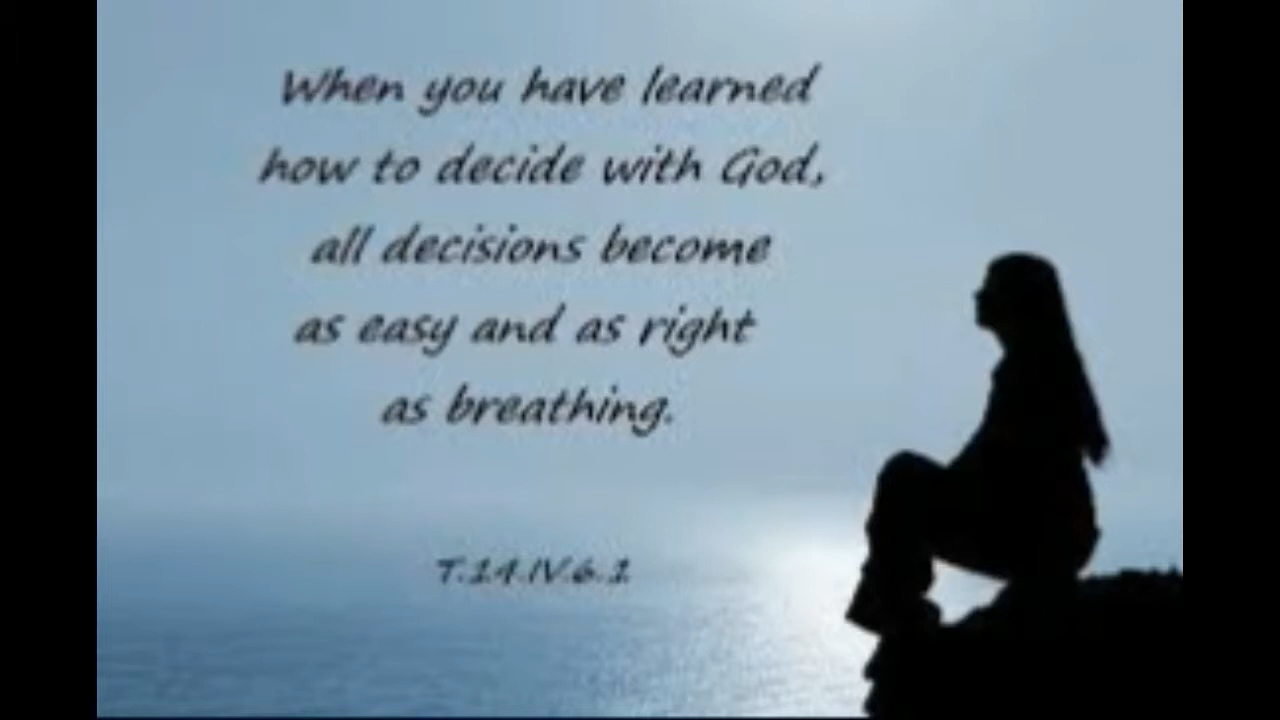 When you have learned
how to decide with God,
all decisions become
as easy and as right
as breathing.
T.14.IV.6.1